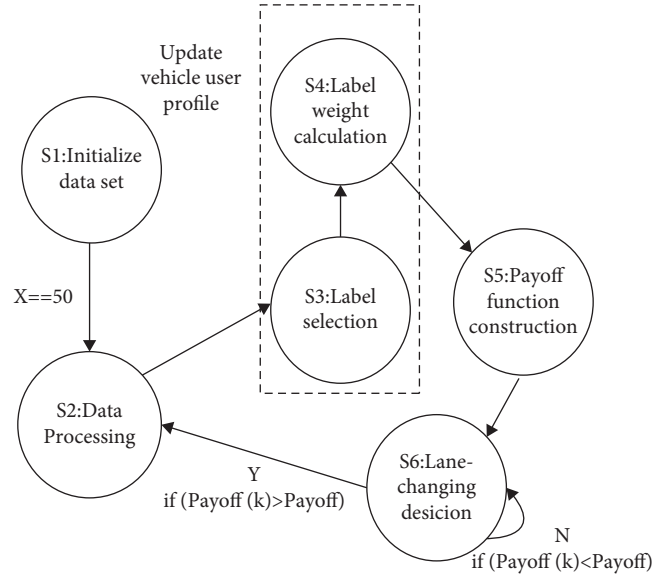 Update
vehicle user
profile
S4:Label
weight
calculation
S1:Initialize
data set
S5:Payoff
function
construction
X==50
S3:Label
selection
S2:Data
Processing
S6:Lane-
changing
desicion
Y
if (Payoff (k)>Payoff)
N
if (Payoff (k)<Payoff)